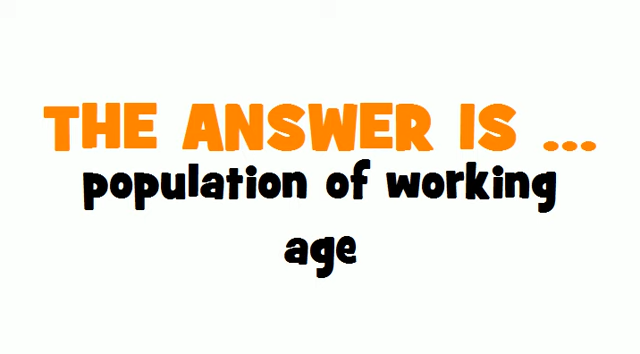 THE ANSWER IS ...
population of working
age